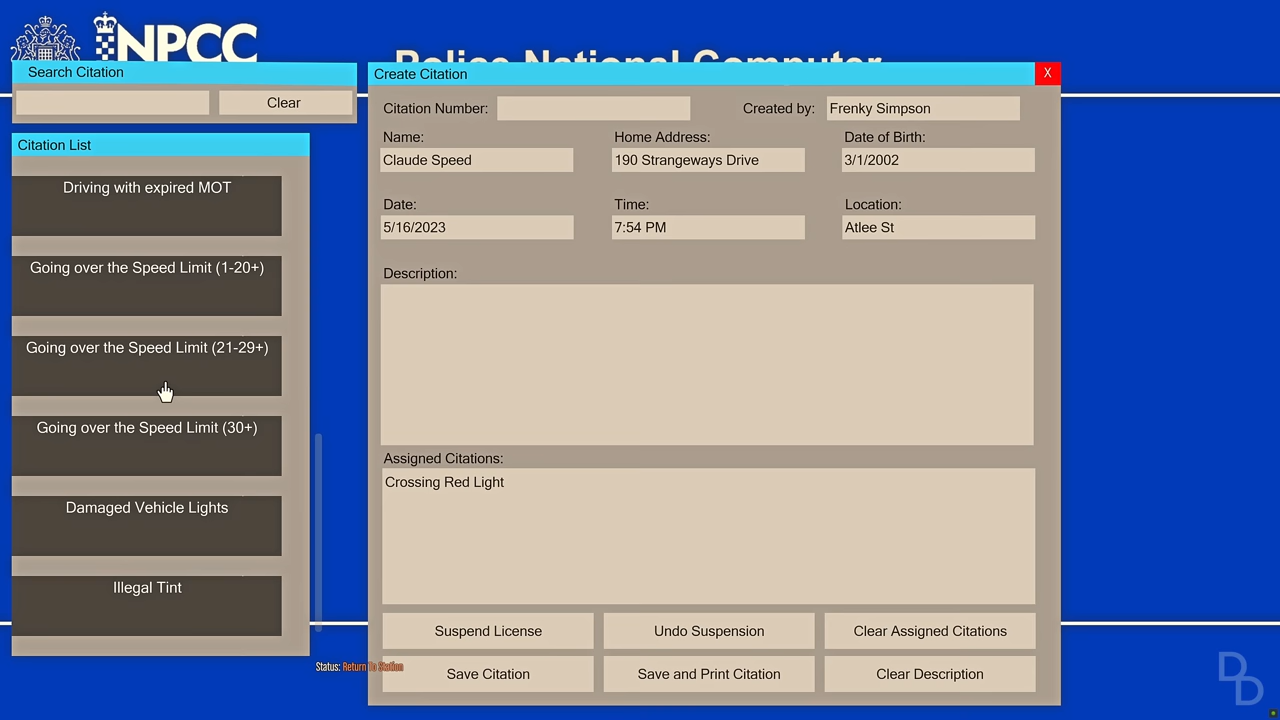 NPCC
Police National Computer
Search Citation
Clear
Citation List
Driving with expired MOT
Going over the Speed Limit (1-20+)
Going over the Speed Limit (21-29+)
Going over the Speed Limit (30+)
Damaged Vehicle Lights
Illegal Tint
Create Citation
X
Citation Number:
Created by: Frenky Simpson
Name: Home Address: Date of Birth:
Claude Speed 190 Strangeways Drive 3/1/2002
Date: Time: Location:
5/16/2023 7:54 PM Atlee St
Description:
Assigned Citations:
Crossing Red Light
Suspend License Undo Suspension Clear Assigned Citations
Save Citation Save and Print Citation Clear Description
Status: Return To Station
DD